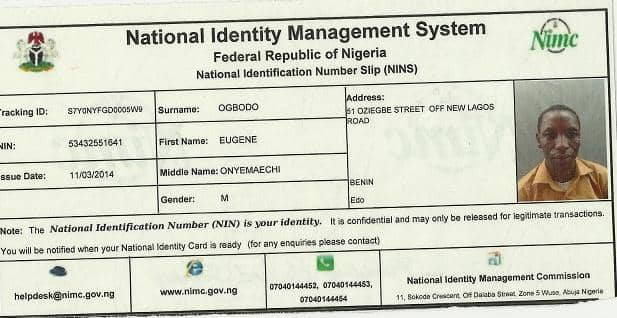 National Identity Management System
Federal Republic of Nigeria
National Identification Number Slip (NINS)
Nimc
Tracking ID: S7Y0NYFGD0005W9 Surname: OGBODO Address:
61 OZIEGBE STREET OFF NEW LAGOS
ROAD
NIN: 53432551641 First Name: EUGENE
Issue Date: 11/03/2014 Middle Name: ONYEMAECHI
BENIN
Gender: M Edo
Note: The National Identification Number (NIN) is your identity. It is confidential and may only be released for legitimate transactions.
You will be notified when your National Identity Card is ready (for any enquiries please contact)
helpdesk@nimc.gov.ng
www.nimc.gov.ng
07040144452, 07040144453,
07040144454
National Identity Management Commission
11, Sokode Crescent, Off Dalaba Street, Zone 5 Wuse, Abuja Nigeria